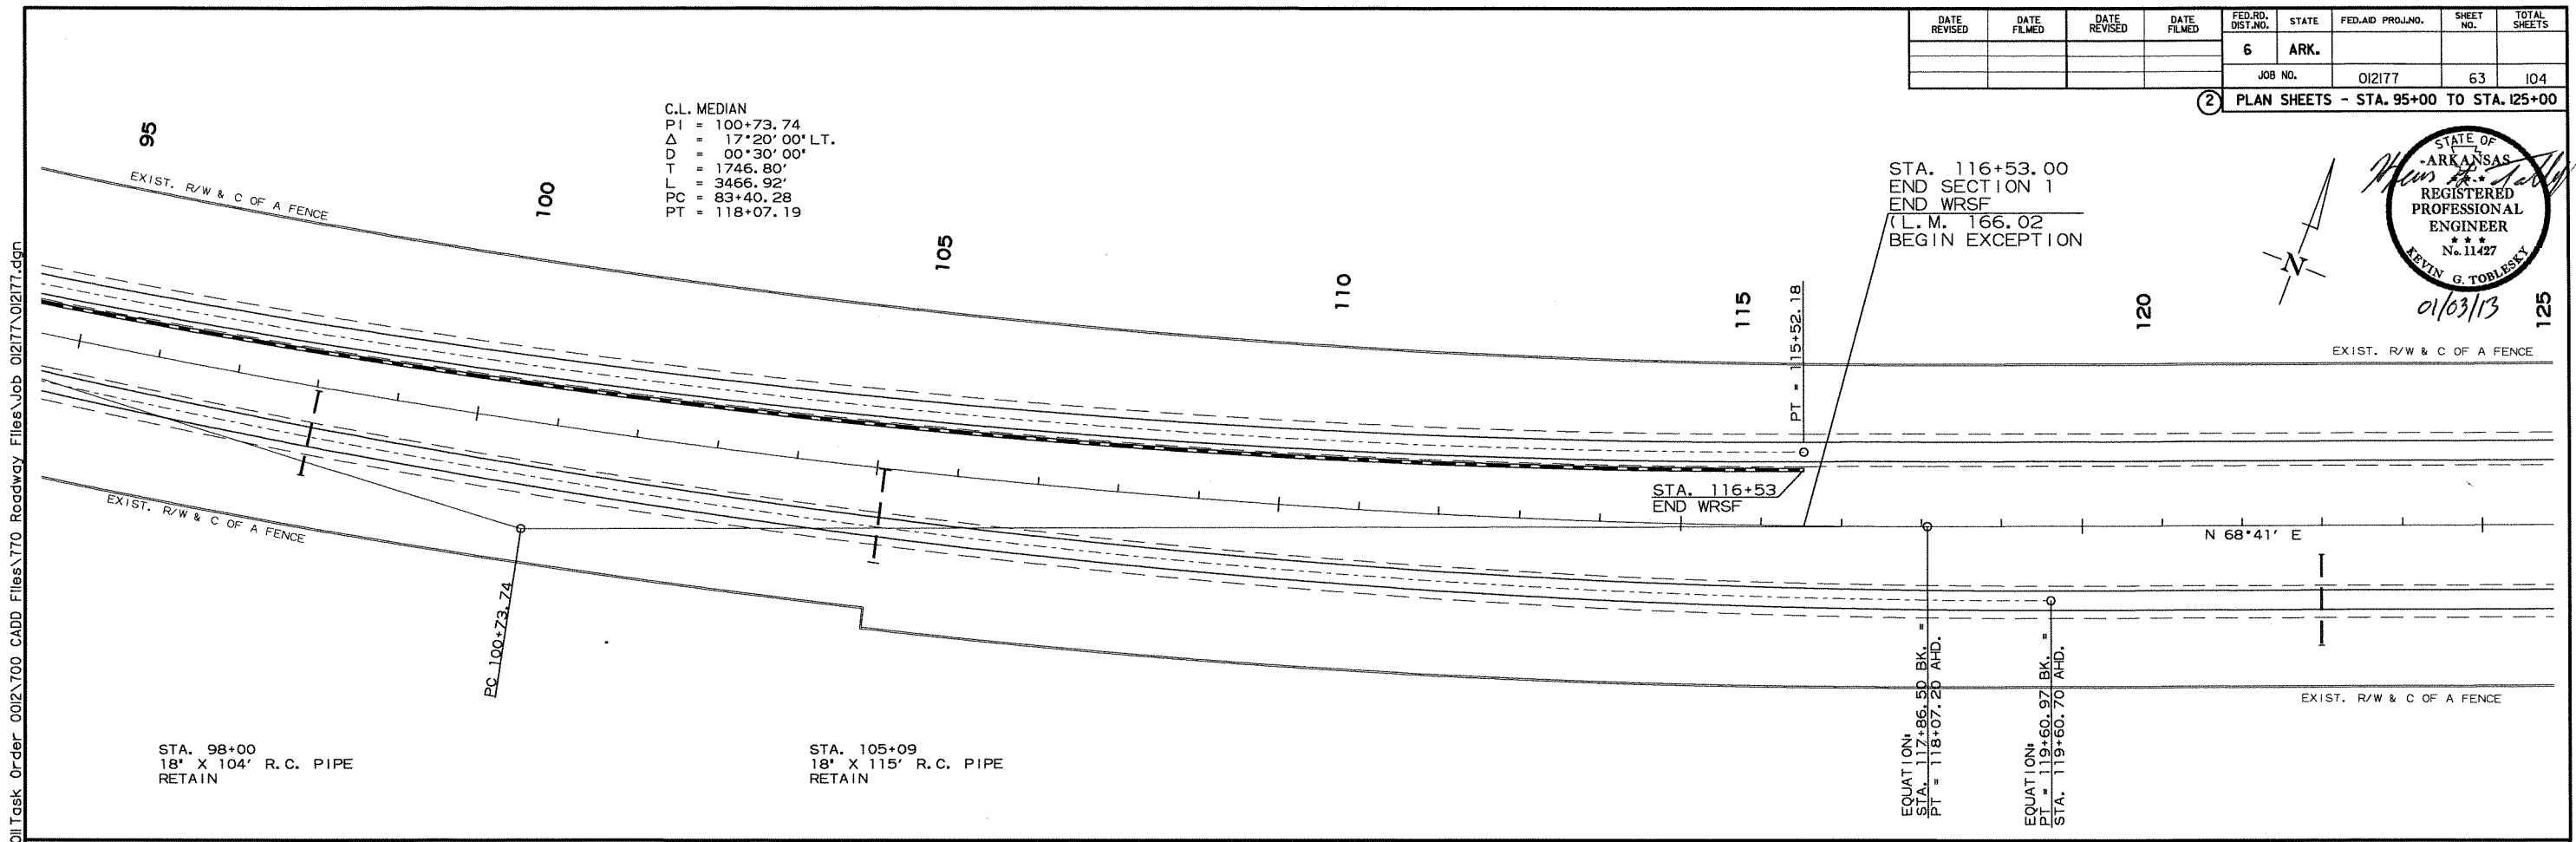 DATE REVISED
DATE FILMED
DATE REVISED
DATE FILMED
FED.RD. DIST.NO.
STATE
FED.AID PROJ.NO.
SHEET NO.
TOTAL SHEETS
6
ARK.
JOB NO.
012177
63
104
2
PLAN SHEETS - STA. 95+00 TO STA. 125+00
STATE OF
ARKANSAS
REGISTERED
PROFESSIONAL
ENGINEER
No. 11427
KEVIN G. TOBLESKY
01/03/13
C.L. MEDIAN
PI = 100+73.74
Δ = 17°20'00" LT.
D = 00°30'00"
T = 1746.80'
L = 3466.92'
PC = 83+40.28
PT = 118+07.19
STA. 116+53.00
END SECTION 1
END WRSF
(L.M. 166.02
BEGIN EXCEPTION
95
100
105
110
115
120
125
N
EXIST. R/W & C OF A FENCE
EXIST. R/W & C OF A FENCE
PT = 115+52.18
STA. 116+53
END WRSF
N 68°41' E
EXIST. R/W & C OF A FENCE
EXIST. R/W & C OF A FENCE
PC 100+73.74
EQUATION:
STA. 117+86.50 BK. =
PT = 118+07.20 AHD.
EQUATION:
PT = 119+60.97 BK. =
STA. 119+60.70 AHD.
STA. 98+00
18" X 104' R.C. PIPE
RETAIN
STA. 105+09
18" X 115' R.C. PIPE
RETAIN
Task Order 0012\700 CADD Files\770 Roadway Files\Job 012177\012177.dgn